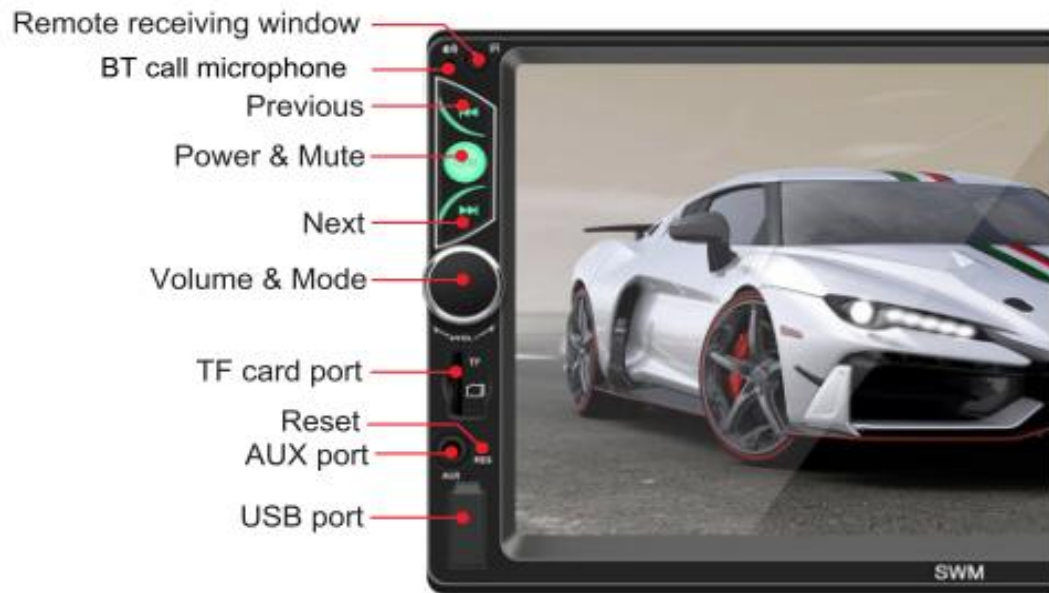 Remote receiving window
IR
BT call microphone
Previous
Power & Mute
Next
Volume & Mode
TF card port
TF
Reset
AUX port
RES
AUX
USB port
SWM